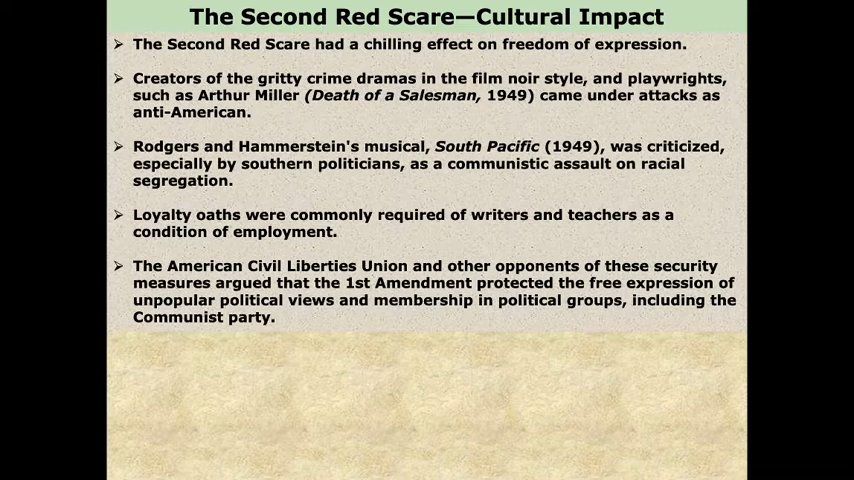 The Second Red Scare—Cultural Impact
➢ The Second Red Scare had a chilling effect on freedom of expression.
➢ Creators of the gritty crime dramas in the film noir style, and playwrights,
such as Arthur Miller (Death of a Salesman, 1949) came under attacks as
anti-American.
➢ Rodgers and Hammerstein's musical, South Pacific (1949), was criticized,
especially by southern politicians, as a communistic assault on racial
segregation.
➢ Loyalty oaths were commonly required of writers and teachers as a
condition of employment.
➢ The American Civil Liberties Union and other opponents of these security
measures argued that the 1st Amendment protected the free expression of
unpopular political views and membership in political groups, including the
Communist party.